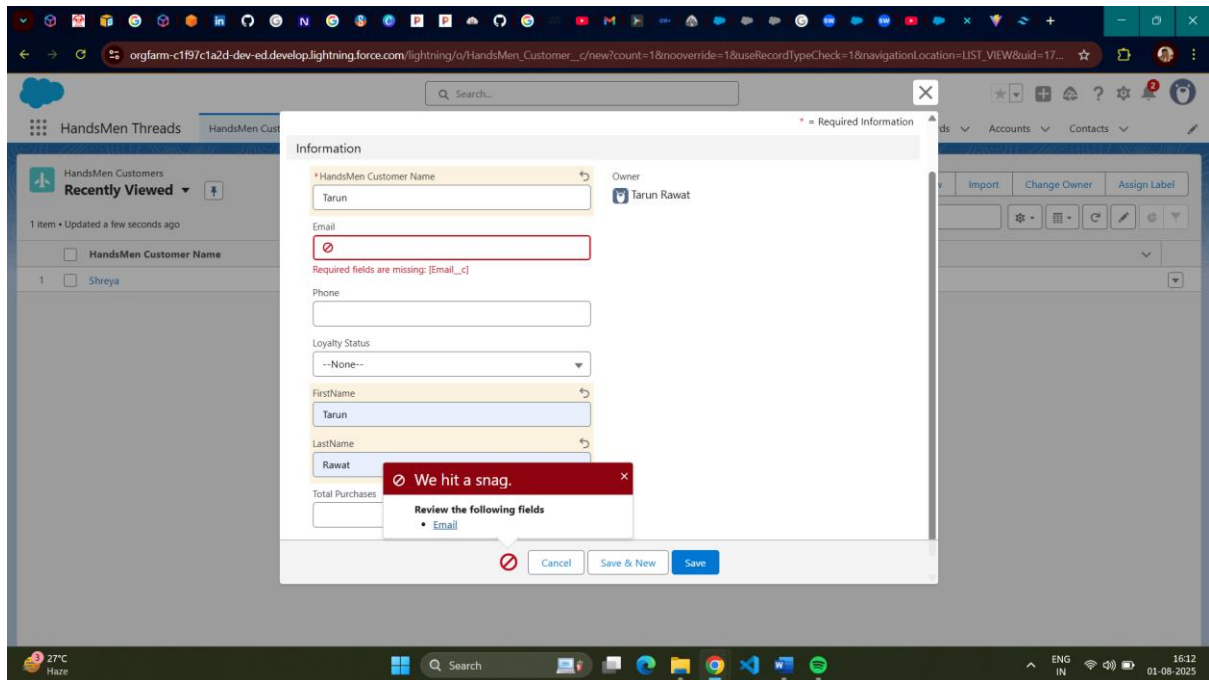 orgfarm-c1f97c1a2d-dev-ed.develop.lightning.force.com/lightning/o/HandsMen_Customer__c/new?count=1&nooverride=1&useRecordTypeCheck=1&navigationLocation=LIST_VIEW&uid=17...
Search...
HandsMen Threads
HandsMen Cust
* = Required Information
ds
Accounts
Contacts
Information
HandsMen Customers
Recently Viewed
Import
Change Owner
Assign Label
1 item • Updated a few seconds ago
HandsMen Customer Name
1
Shreya
*HandsMen Customer Name
Tarun
Owner
Tarun Rawat
Email
Required fields are missing: [Email__c]
Phone
Loyalty Status
--None--
FirstName
Tarun
LastName
Rawat
Total Purchases
We hit a snag.
Review the following fields
• Email
Cancel
Save & New
Save
3
27°C
Haze
Search
ENG
IN
16:12
01-08-2025